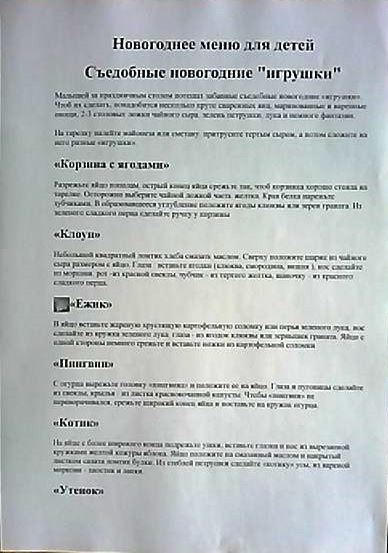 Новогоднее меню для детей
Съедобные новогодние "игрушки"
Малышей за праздничным столом потешат забавные съедобные новогодние «игрушки».
Чтоб их сделать, понадобится несколько круто сваренных яиц, маринованные и вареные
овощи, 2-3 столовых ложки чайного сыра, зелень петрушки, лука и немного фантазии.
На тарелку налейте майонеза или сметану, притрусите тертым сыром, а потом сложите на
него разные «игрушки».
«Корзина с ягодами»
Разрежьте яйцо пополам, острый конец яйца срежьте так, чтоб корзинка хорошо стояла на
тарелке. Осторожно выберите чайной ложкой часть желтка. Края белка нарежьте
зубчиками. В образовавшееся углубление положите ягоды клюквы или зерен граната. Из
зеленого сладкого перца сделайте ручку у корзины
«Клоун»
Небольшой квадратный ломтик хлеба смазать маслом. Сверху положите шарик из чайного
сыра размером с яйцо. Глаза - вставьте ягодки (клюква, смородина, вишня), нос сделайте
из моркови, рот -из красной свеклы, чубчик - из тертого желтка, шапочку - из красного
сладкого перца.
«Ежик»
В яйцо вставьте жареную хрустящую картофельную соломку или перья зеленого лука, нос
сделайте из кружка зеленого лука, глаза - из ягодок клюквы или зернышек граната. Яйцо с
одной стороны немного срежьте и вставьте ножки из картофельной соломки
«Пингвин»
С огурца вырежьте головку «пингвина» и положите ее на яйцо. Глаза и пуговицы сделайте
из свеклы, крылья - из листка краснокочанной капусты. Чтобы «пингвин» не
переворачивался, срежьте широкий конец яйца и поставьте на кружок огурца.
«Котик»
На яйце с более широкого конца подрежьте ушки, вставьте глазки и нос из вырезанной
кружками желтой кожуры яблока. Яйцо положите на смазанный маслом и накрытый
листком салата ломтик булки. Из стеблей петрушки сделайте «котику» усы, из вареной
моркови - хвостик и лапки.
«Утенок»